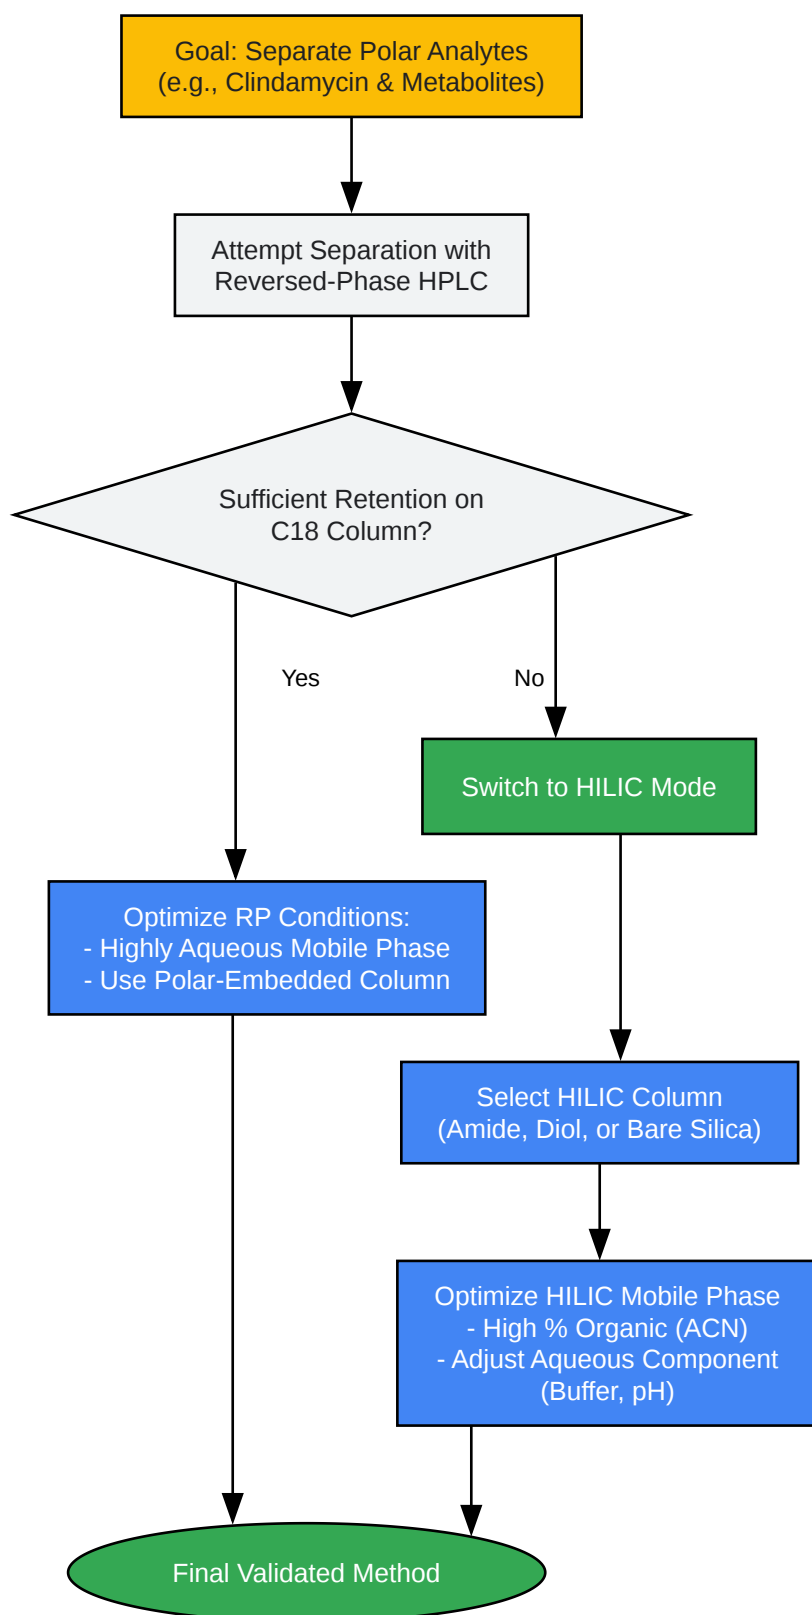 Goal: Separate Polar Analytes
(e.g., Clindamycin & Metabolites)
Attempt Separation with
Reversed-Phase HPLC
Sufficient Retention on
C18 Column?
Yes
No
Switch to HILIC Mode
Optimize RP Conditions:
- Highly Aqueous Mobile Phase
- Use Polar-Embedded Column
Select HILIC Column
(Amide, Diol, or Bare Silica)
Optimize HILIC Mobile Phase
- High % Organic (ACN)
- Adjust Aqueous Component
(Buffer, pH)
Final Validated Method